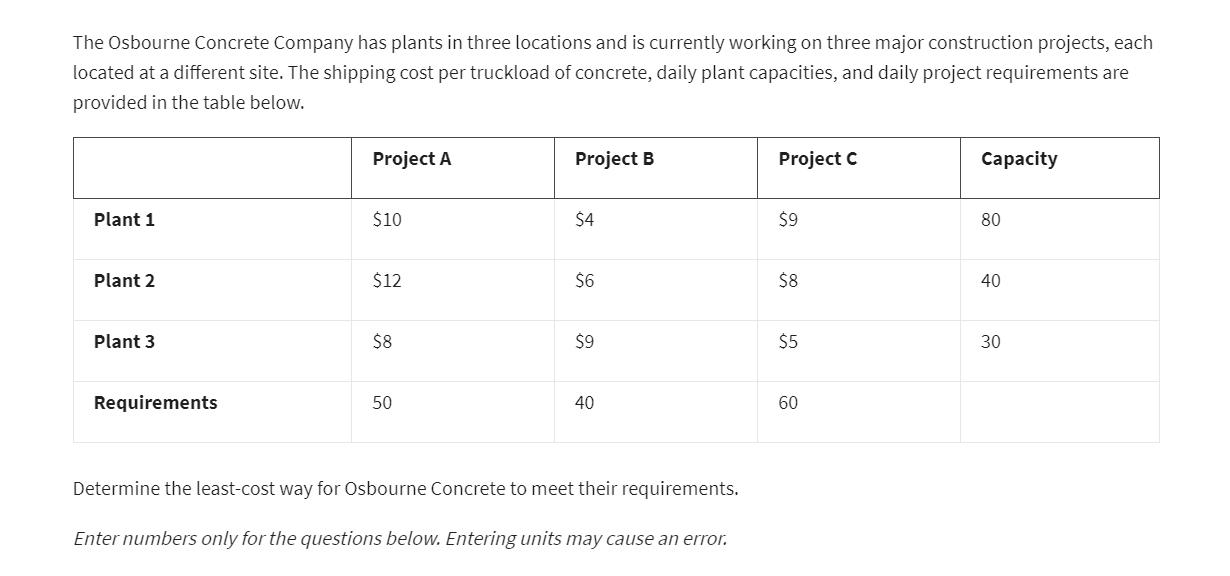 The Osbourne Concrete Company has plants in three locations and is currently working on three major construction projects, each
located at a different site. The shipping cost per truckload of concrete, daily plant capacities, and daily project requirements are
provided in the table below.
Project A Project B Project C Capacity
Plant 1 $10 $4 $9 80
Plant 2 $12 $6 $8 40
Plant 3 $8 $9 $5 30
Requirements 50 40 60
Determine the least-cost way for Osbourne Concrete to meet their requirements.
Enter numbers only for the questions below. Entering units may cause an error.